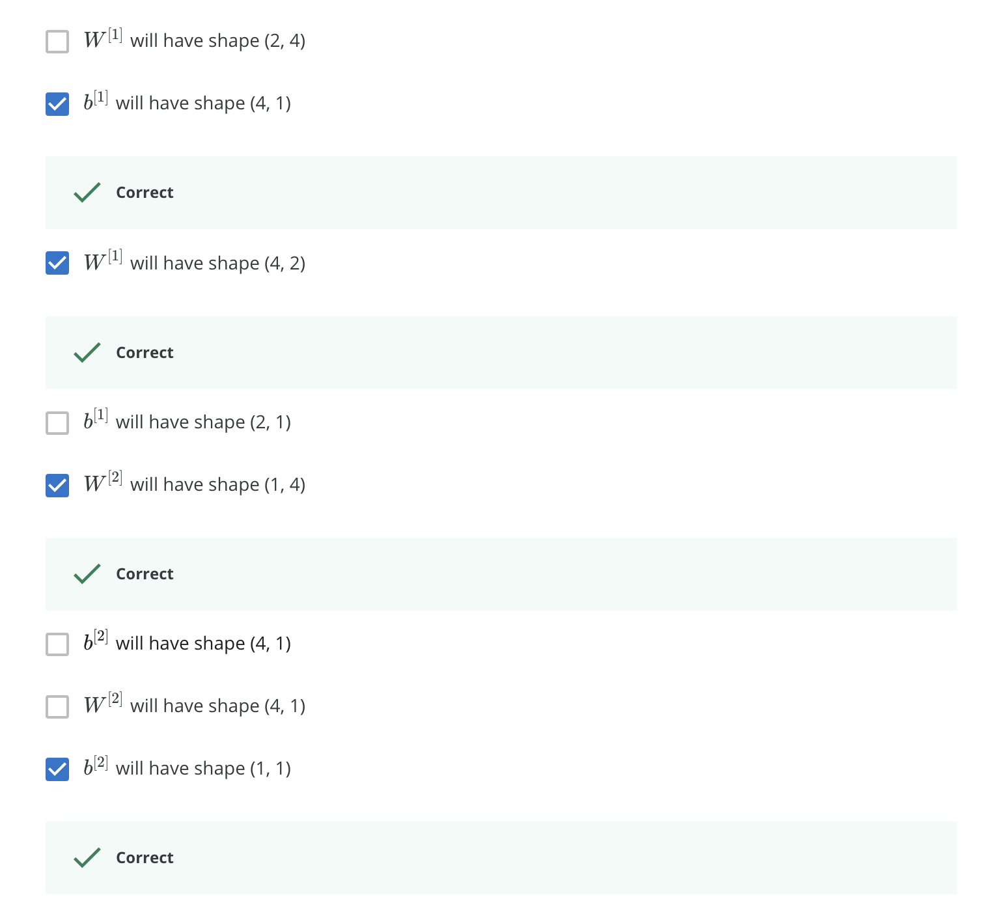 W[1] will have shape (2, 4)
b[1] will have shape (4, 1)
Correct
W[1] will have shape (4, 2)
Correct
b[1] will have shape (2, 1)
W[2] will have shape (1, 4)
Correct
b[2] will have shape (4, 1)
W[2] will have shape (4, 1)
b[2] will have shape (1, 1)
Correct